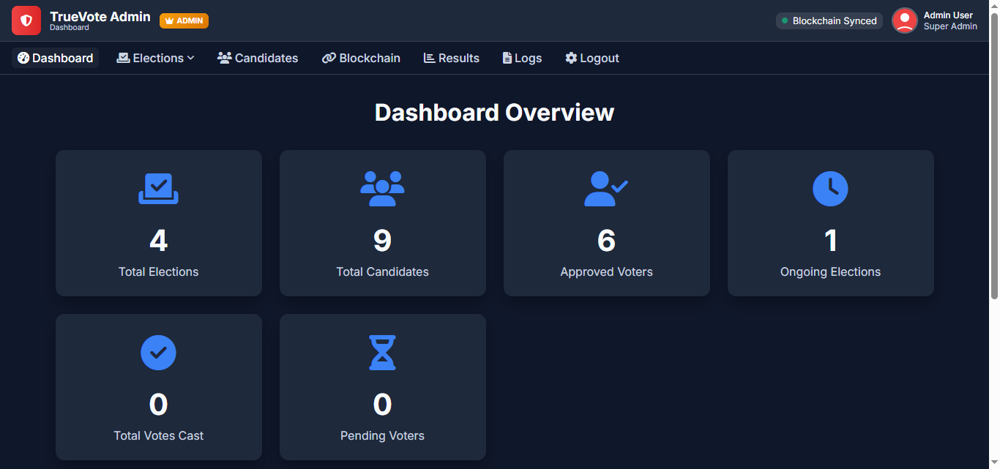 TrueVote Admin
Dashboard
ADMIN
Blockchain Synced
Admin User
Super Admin
Dashboard
Elections
Candidates
Blockchain
Results
Logs
Logout
Dashboard Overview
4
Total Elections
9
Total Candidates
6
Approved Voters
1
Ongoing Elections
0
Total Votes Cast
0
Pending Voters